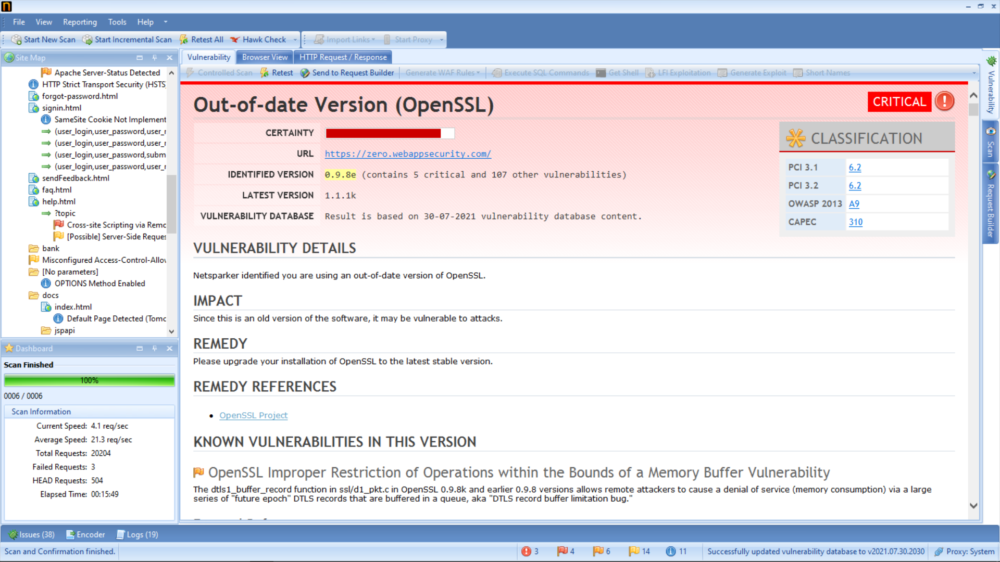 n
File View Reporting Tools Help
Start New Scan Start Incremental Scan Retest All Hawk Check Import Links Start Proxy
Site Map
Apache Server-Status Detected
HTTP Strict Transport Security (HSTS
forgot-password.html
signin.html
SameSite Cookie Not Implement
(user_login,user_password,user_r
(user_login,user_password,user_r
(user_login,user_password,subm
(user_login,user_password,user_r
sendFeedback.html
faq.html
help.html
?topic
Cross-site Scripting via Remo
[Possible] Server-Side Reques
bank
Misconfigured Access-Control-Allov
[No parameters]
OPTIONS Method Enabled
docs
index.html
Default Page Detected (Tomc
jspapi
Dashboard
Scan Finished
100%
0006 / 0006
Scan Information
Current Speed: 4.1 req/sec
Average Speed: 21.3 req/sec
Total Requests: 20204
Failed Requests: 3
HEAD Requests: 504
Elapsed Time: 00:15:49
Vulnerability Browser View HTTP Request / Response
Controlled Scan Retest Send to Request Builder Generate WAF Rules Execute SQL Commands Get Shell LFI Exploitation Generate Exploit Short Names
Out-of-date Version (OpenSSL)
CRITICAL
CERTAINTY
URL https://zero.webappsecurity.com/
IDENTIFIED VERSION 0.9.8e (contains 5 critical and 107 other vulnerabilities)
LATEST VERSION 1.1.1k
VULNERABILITY DATABASE Result is based on 30-07-2021 vulnerability database content.
CLASSIFICATION
PCI 3.1 6.2
PCI 3.2 6.2
OWASP 2013 A9
CAPEC 310
VULNERABILITY DETAILS
Netsparker identified you are using an out-of-date version of OpenSSL.
IMPACT
Since this is an old version of the software, it may be vulnerable to attacks.
REMEDY
Please upgrade your installation of OpenSSL to the latest stable version.
REMEDY REFERENCES
• OpenSSL Project
KNOWN VULNERABILITIES IN THIS VERSION
OpenSSL Improper Restriction of Operations within the Bounds of a Memory Buffer Vulnerability
The dtls1_buffer_record function in ssl/d1_pkt.c in OpenSSL 0.9.8k and earlier 0.9.8 versions allows remote attackers to cause a denial of service (memory consumption) via a large
series of "future epoch" DTLS records that are buffered in a queue, aka "DTLS record buffer limitation bug."
Vulnerability
Scan
Request Builder
Issues (38) Encoder Logs (19)
Scan and Confirmation finished. 3 4 6 14 11 Successfully updated vulnerability database to v2021.07.30.2030 Proxy: System